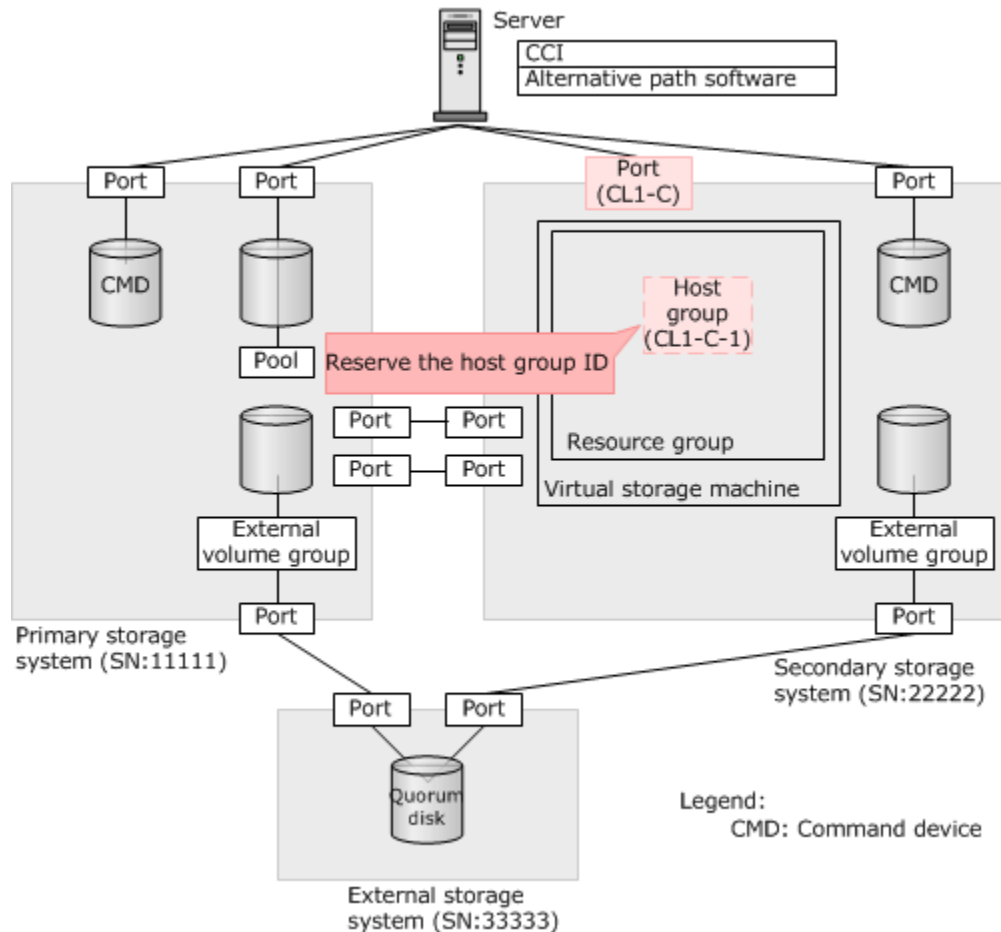 Server
CCI
Alternative path software
Port
Port
Port
(CL1-C)
Port
CMD
Host
group
(CL1-C-1)
CMD
Pool
Reserve the host group ID
Port
Port
Port
Port
Resource group
Virtual storage machine
External
volume group
External
volume group
Port
Port
Primary storage
system (SN:11111)
Secondary storage
system (SN:22222)
Port
Port
Quorum
disk
Legend:
CMD: Command device
External storage
system (SN:33333)